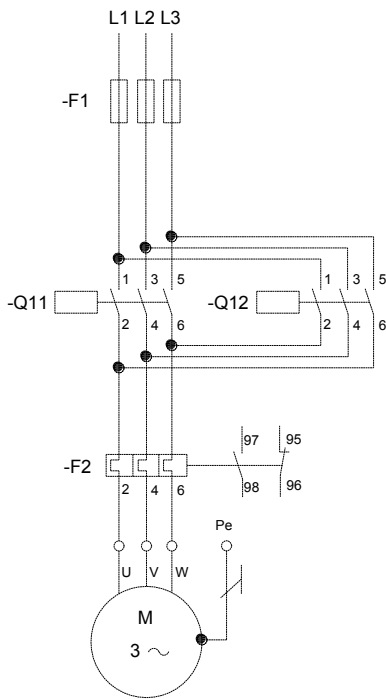 L1 L2 L3
-F1
1 3 5
1 3 5
-Q11
-Q12
2 4 6
2 4 6
97 95
-F2
2 4 6
98 96
Pe
U V W
M
3 ~